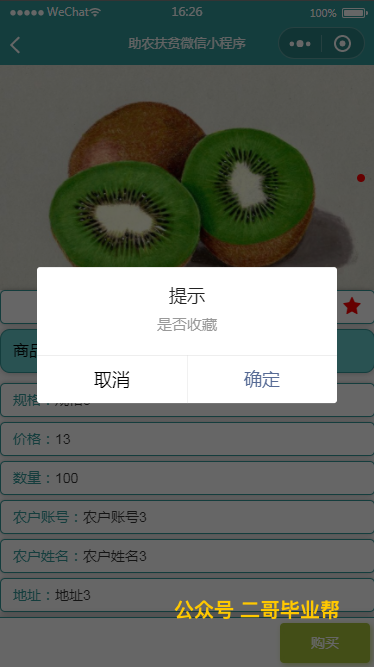 WeChat
16:26
100%
助农扶贫微信小程序
提示
是否收藏
商品
取消
确定
规格：规格3
价格：13
数量：100
农户账号：农户账号3
农户姓名：农户姓名3
地址：地址3
公众号 二哥毕业帮
购买